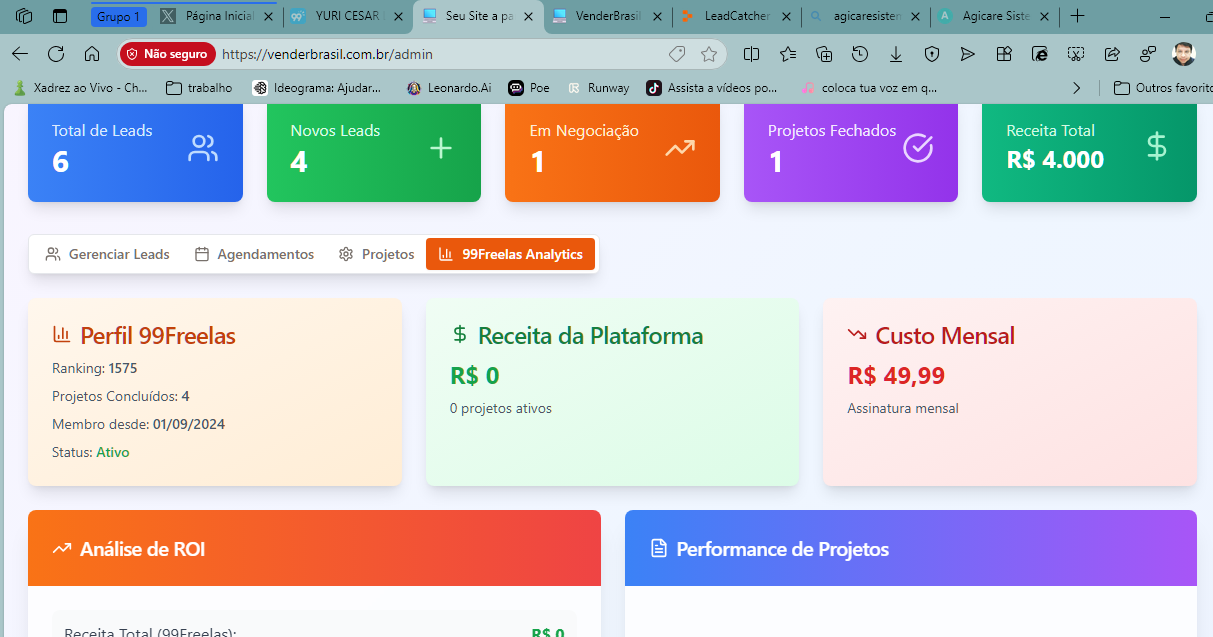 Grupo 1
Página Inicial
YURI CESAR
Seu Site a pa
VenderBrasil
LeadCatcher
agicaresisten
Agicare Siste
Não seguro
https://venderbrasil.com.br/admin
Xadrez ao Vivo - Ch...
trabalho
Ideograma: Ajudar...
Leonardo.Ai
Poe
Runway
Assista a vídeos po...
coloca tua voz em q...
Outros favorito
Total de Leads
6
Novos Leads
4
Em Negociação
1
Projetos Fechados
1
Receita Total
R$ 4.000
Gerenciar Leads
Agendamentos
Projetos
99Freelas Analytics
Perfil 99Freelas
Ranking: 1575
Projetos Concluídos: 4
Membro desde: 01/09/2024
Status: Ativo
Receita da Plataforma
R$ 0
0 projetos ativos
Custo Mensal
R$ 49,99
Assinatura mensal
Análise de ROI
Receita Total (99Freelas):
R$ 0
Performance de Projetos